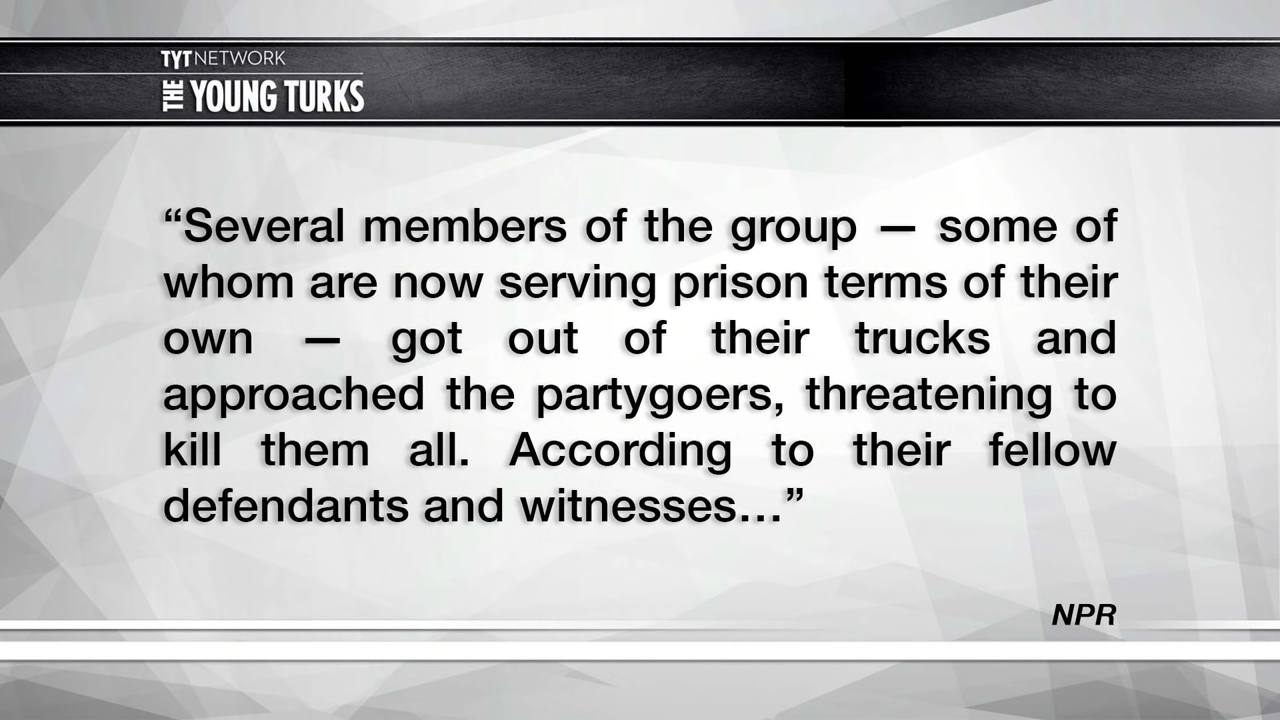 TYT NETWORK
THE YOUNG TURKS
“Several members of the group — some of
whom are now serving prison terms of their
own — got out of their trucks and
approached the partygoers, threatening to
kill them all. According to their fellow
defendants and witnesses...”
NPR